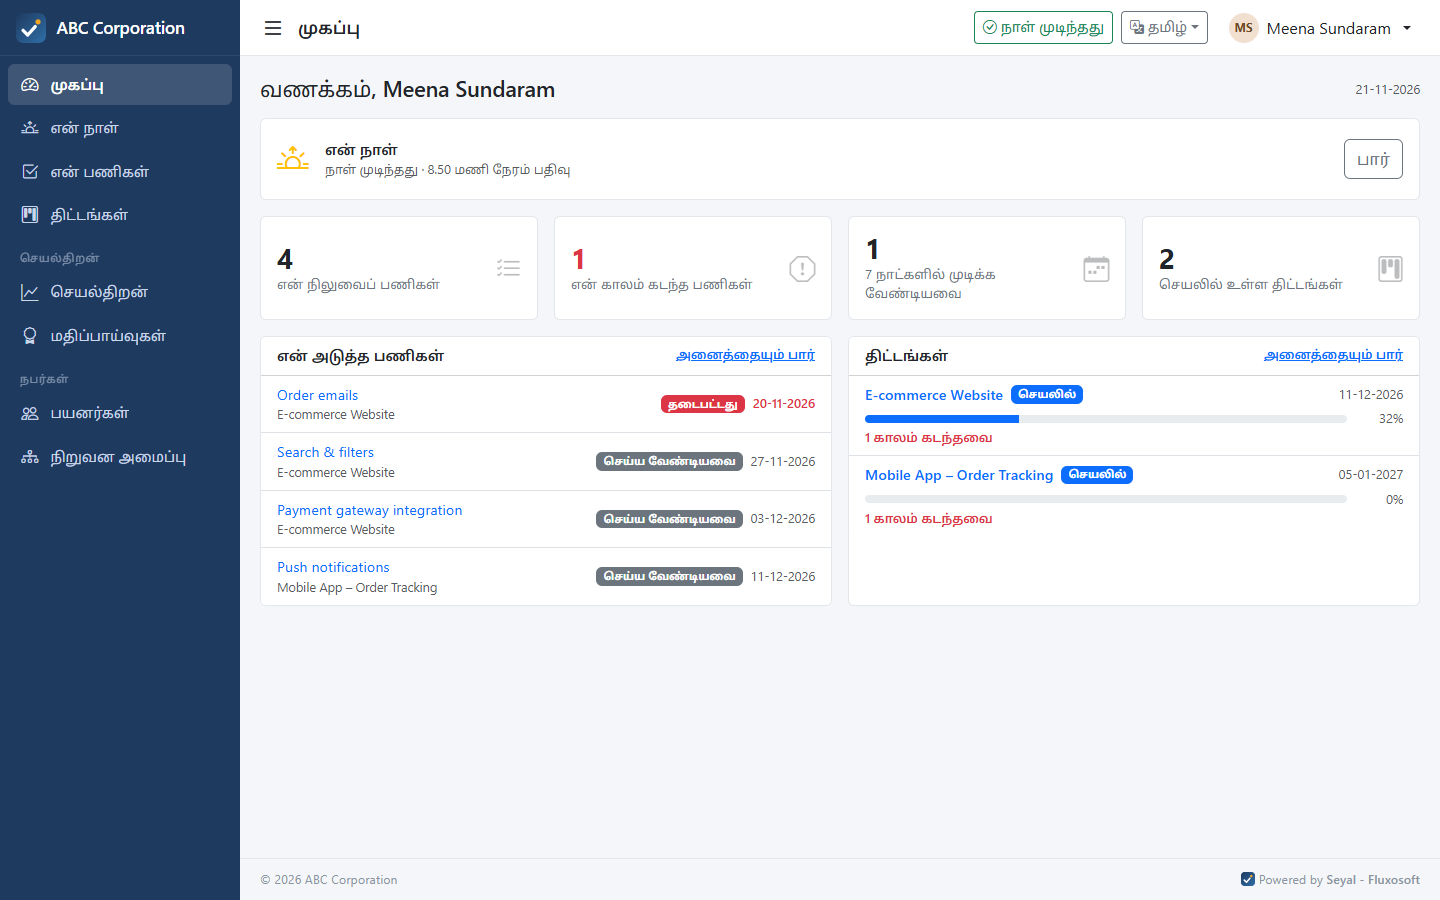 ABC Corporation
முகப்பு
என் நாள்
என் பணிகள்
திட்டங்கள்
செயல்திறன்
செயல்திறன்
மதிப்பாய்வுகள்
நபர்கள்
பயனர்கள்
நிறுவன அமைப்பு
முகப்பு
நாள் முடிந்தது
தமிழ்
MS Meena Sundaram
வணக்கம், Meena Sundaram
21-11-2026
என் நாள்
நாள் முடிந்தது · 8.50 மணி நேரம் பதிவு
பார்
4
என் நிலுவைப் பணிகள்
1
என் காலம் கடந்த பணிகள்
1
7 நாட்களில் முடிக்க
வேண்டியவை
2
செயலில் உள்ள திட்டங்கள்
என் அடுத்த பணிகள் அனைத்தையும் பார்
Order emails
E-commerce Website
தடைபட்டது 20-11-2026
Search & filters
E-commerce Website
செய்ய வேண்டியவை 27-11-2026
Payment gateway integration
E-commerce Website
செய்ய வேண்டியவை 03-12-2026
Push notifications
Mobile App – Order Tracking
செய்ய வேண்டியவை 11-12-2026
திட்டங்கள் அனைத்தையும் பார்
E-commerce Website செயலில் 11-12-2026
32%
1 காலம் கடந்தவை
Mobile App – Order Tracking செயலில் 05-01-2027
0%
1 காலம் கடந்தவை
© 2026 ABC Corporation
Powered by Seyal - Fluxosoft